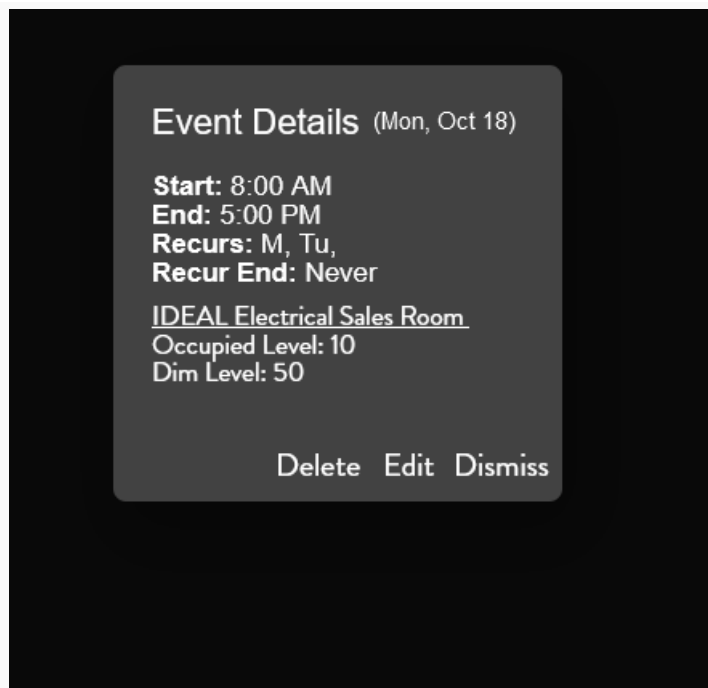 Event Details (Mon, Oct 18)
Start: 8:00 AM
End: 5:00 PM
Recurs: M, Tu,
Recur End: Never
IDEAL Electrical Sales Room
Occupied Level: 10
Dim Level: 50
Delete Edit Dismiss